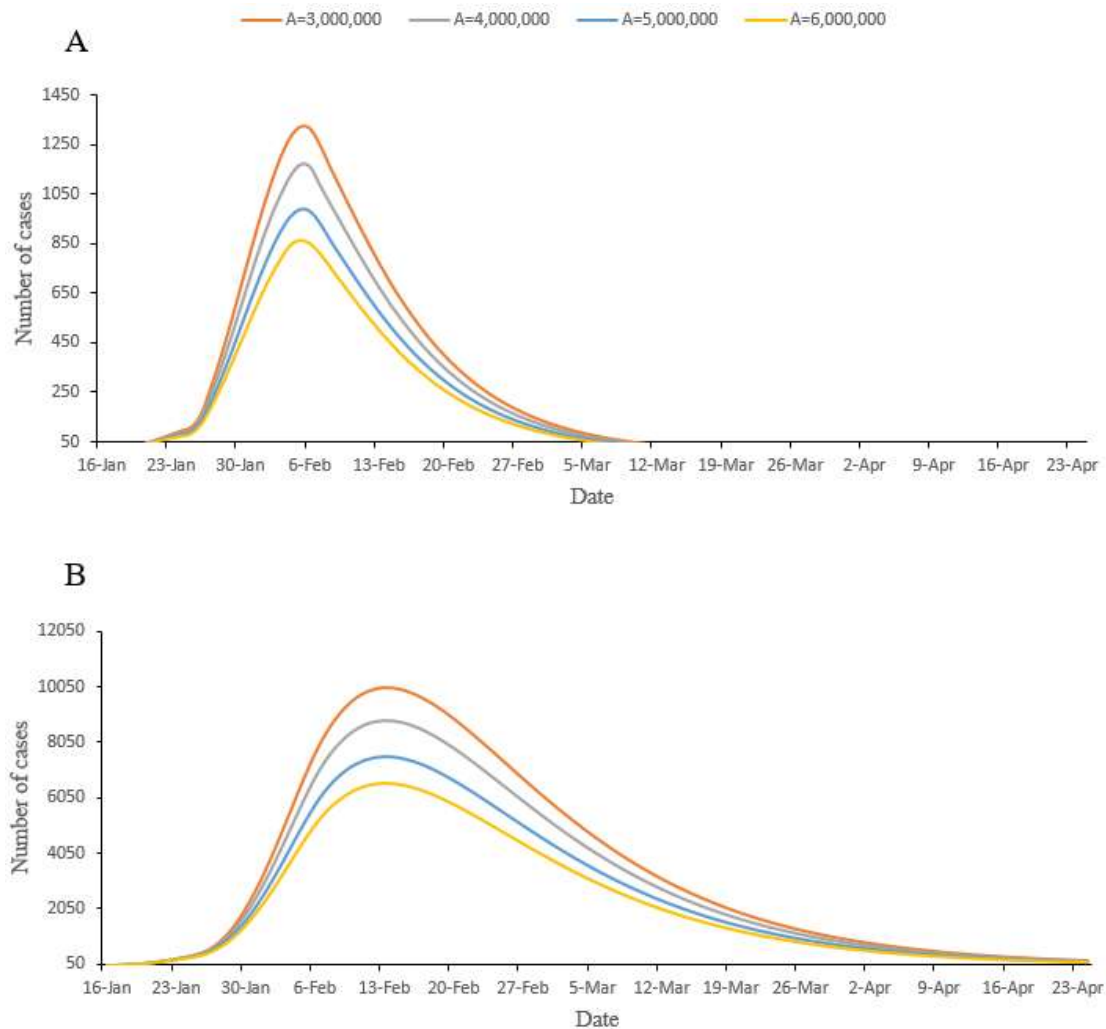 A=3,000,000 A=4,000,000 A=5,000,000 A=6,000,000
A
1450
1250
1050
850
650
450
250
50
Number of cases
16-Jan 23-Jan 30-Jan 6-Feb 13-Feb 20-Feb 27-Feb 5-Mar 12-Mar 19-Mar 26-Mar 2-Apr 9-Apr 16-Apr 23-Apr
Date
B
12050
10050
8050
6050
4050
2050
50
Number of cases
16-Jan 23-Jan 30-Jan 6-Feb 13-Feb 20-Feb 27-Feb 5-Mar 12-Mar 19-Mar 26-Mar 2-Apr 9-Apr 16-Apr 23-Apr
Date